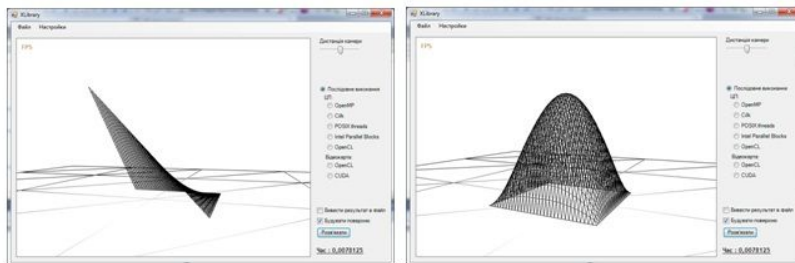 XLibrary
Файл Настройки
FPS
Дистанція камери
Послідовне виконання
ЦП:
OpenMP
Cilk
POSIX threads
Intel Parallel Blocks
OpenCL
Відеокарта:
OpenCL
CUDA
Вивести результат в файл
Будувати поверхню
Розв'язати
Час : 0,0078125
XLibrary
Файл Настройки
FPS
Дистанція камери
Послідовне виконання
ЦП:
OpenMP
Cilk
POSIX threads
Intel Parallel Blocks
OpenCL
Відеокарта:
OpenCL
CUDA
Вивести результат в файл
Будувати поверхню
Розв'язати
Час : 0,0078125